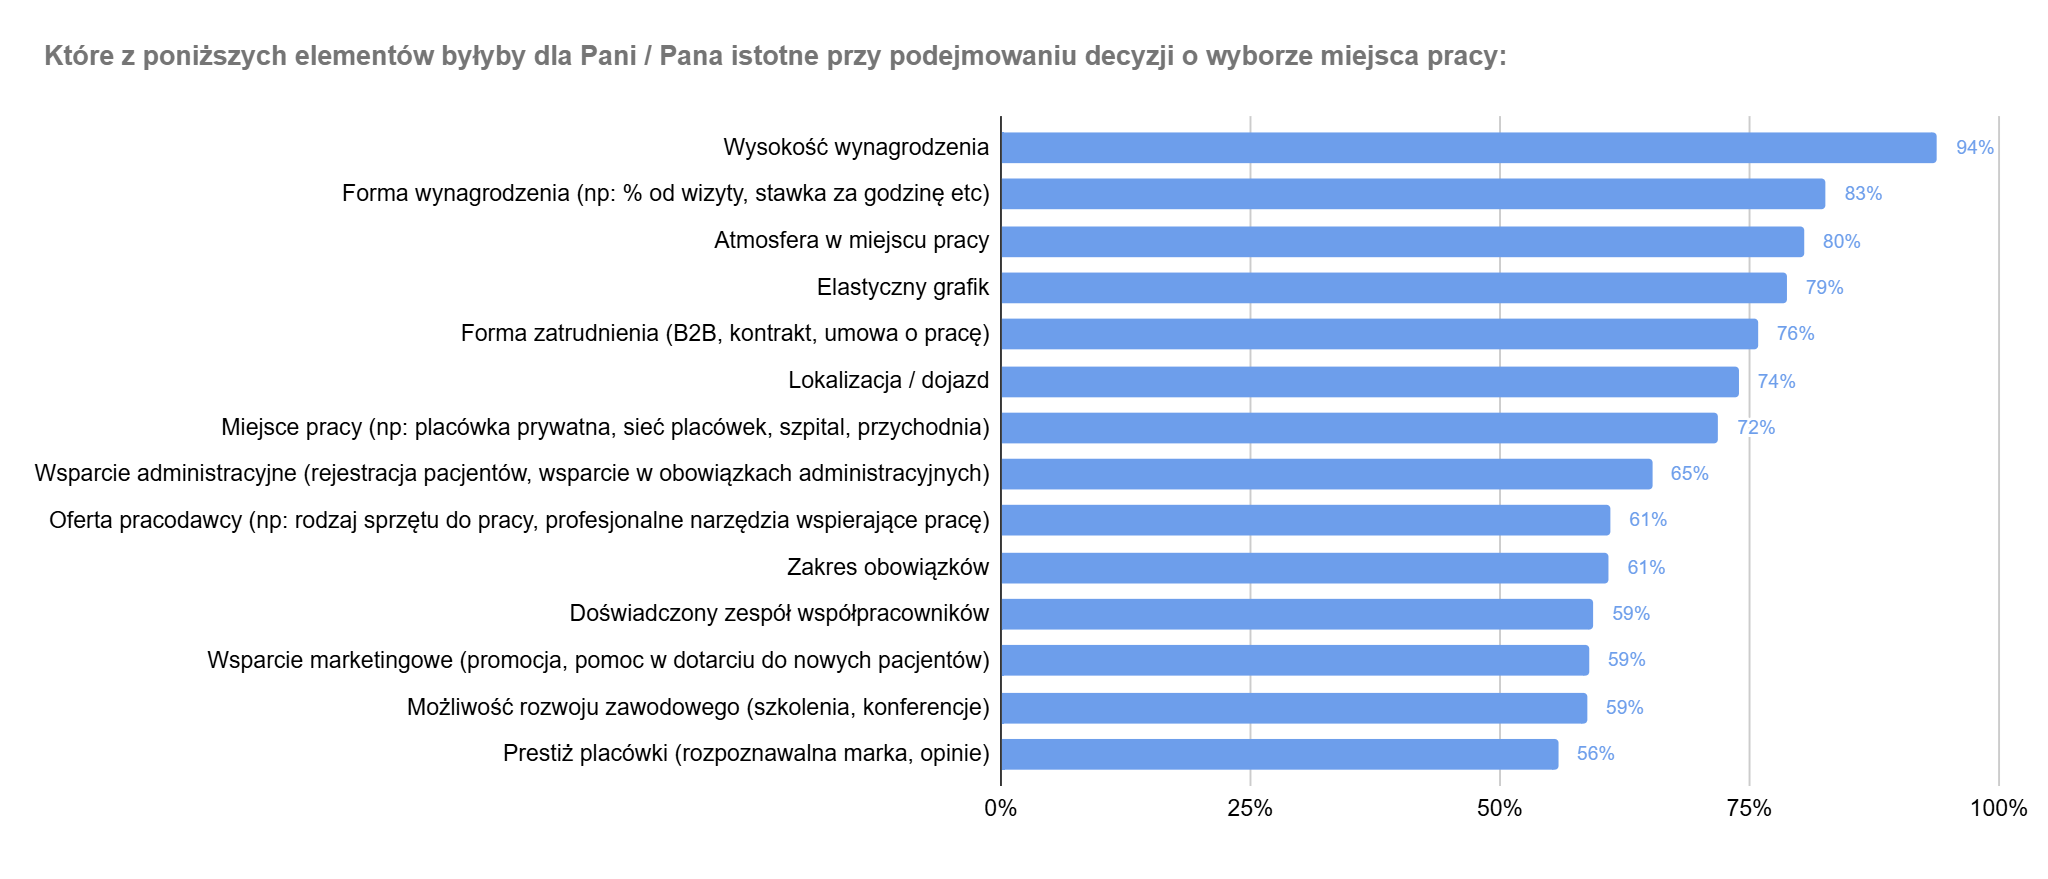 Które z poniższych elementów byłyby dla Pani / Pana istotne przy podejmowaniu decyzji o wyborze miejsca pracy:
Wysokość wynagrodzenia 94%
Forma wynagrodzenia (np: % od wizyty, stawka za godzinę etc) 83%
Atmosfera w miejscu pracy 80%
Elastyczny grafik 79%
Forma zatrudnienia (B2B, kontrakt, umowa o pracę) 76%
Lokalizacja / dojazd 74%
Miejsce pracy (np: placówka prywatna, sieć placówek, szpital, przychodnia) 72%
Wsparcie administracyjne (rejestracja pacjentów, wsparcie w obowiązkach administracyjnych) 65%
Oferta pracodawcy (np: rodzaj sprzętu do pracy, profesjonalne narzędzia wspierające pracę) 61%
Zakres obowiązków 61%
Doświadczony zespół współpracowników 59%
Wsparcie marketingowe (promocja, pomoc w dotarciu do nowych pacjentów) 59%
Możliwość rozwoju zawodowego (szkolenia, konferencje) 59%
Prestiż placówki (rozpoznawalna marka, opinie) 56%
0% 25% 50% 75% 100%